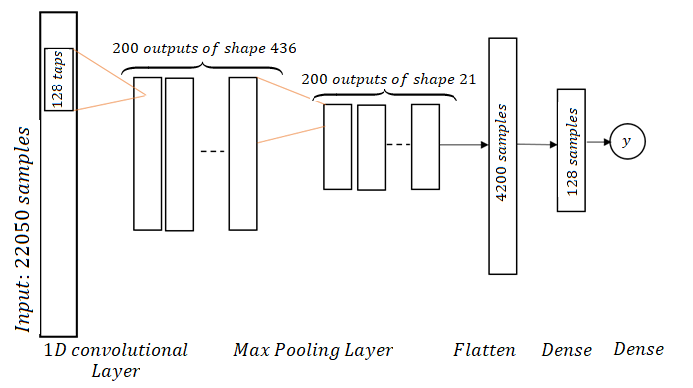 Input: 22050 samples
128 taps
200 outputs of shape 436
200 outputs of shape 21
4200 samples
128 samples
y
1D convolutional
Layer
Max Pooling Layer
Flatten
Dense
Dense